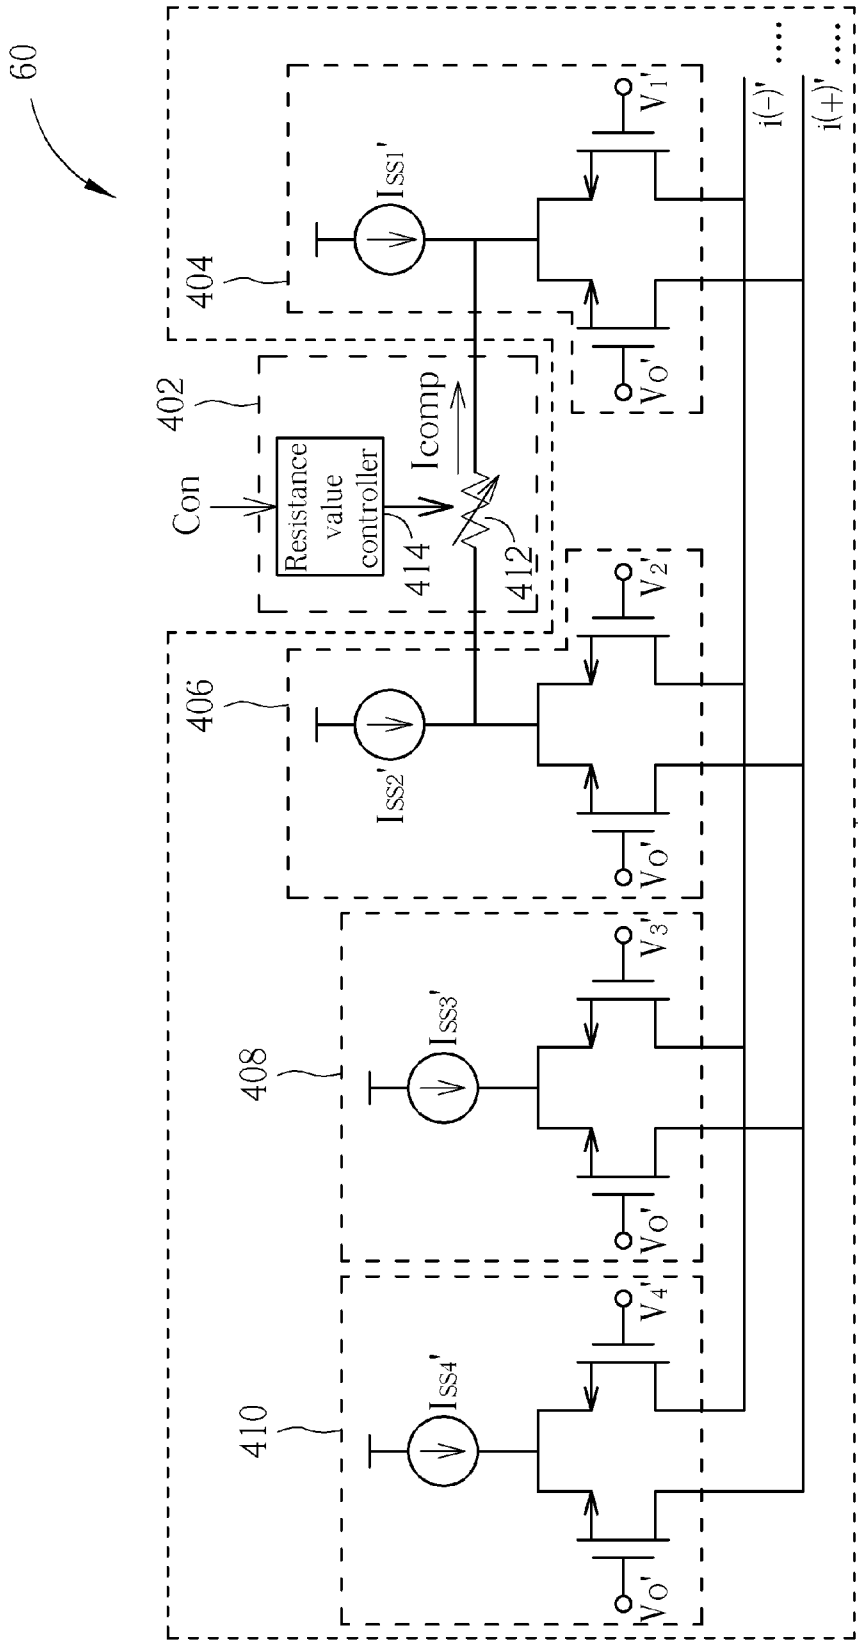 60
410
408
406
402
404
Con
Resistance
value
controller
414
412
Icomp
ISS4'
ISS3'
ISS2'
ISS1'
VO'
V4'
VO'
V3'
VO'
V2'
VO'
V1'
i(-)' ....
i(+)' ....